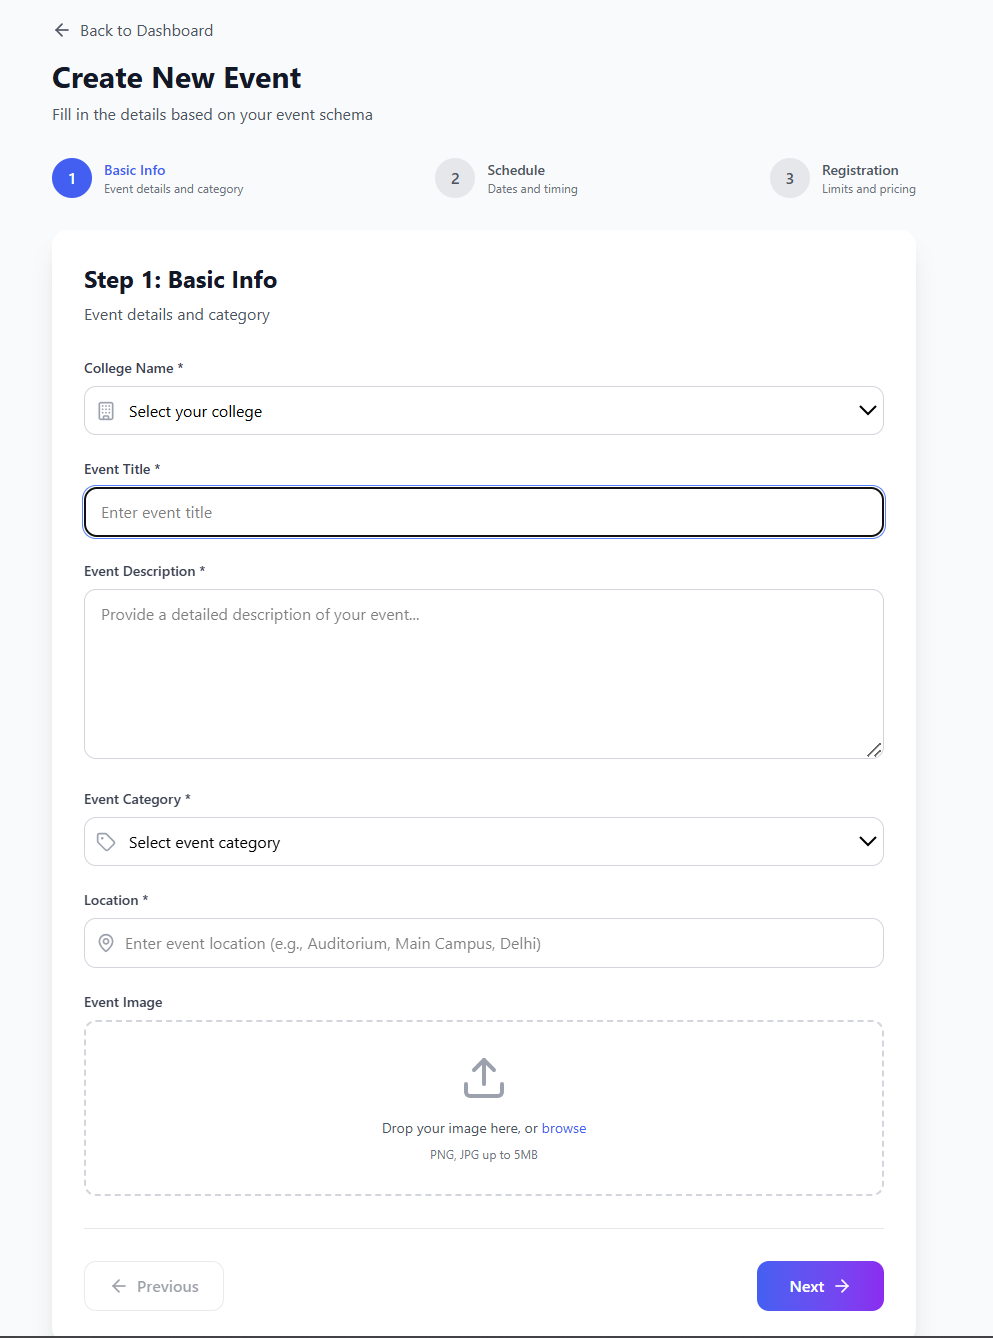 Back to Dashboard
Create New Event
Fill in the details based on your event schema
1
Basic Info
Event details and category
2
Schedule
Dates and timing
3
Registration
Limits and pricing
Step 1: Basic Info
Event details and category
College Name *
Select your college
Event Title *
Enter event title
Event Description *
Provide a detailed description of your event...
Event Category *
Select event category
Location *
Enter event location (e.g., Auditorium, Main Campus, Delhi)
Event Image
Drop your image here, or browse
PNG, JPG up to 5MB
Previous
Next